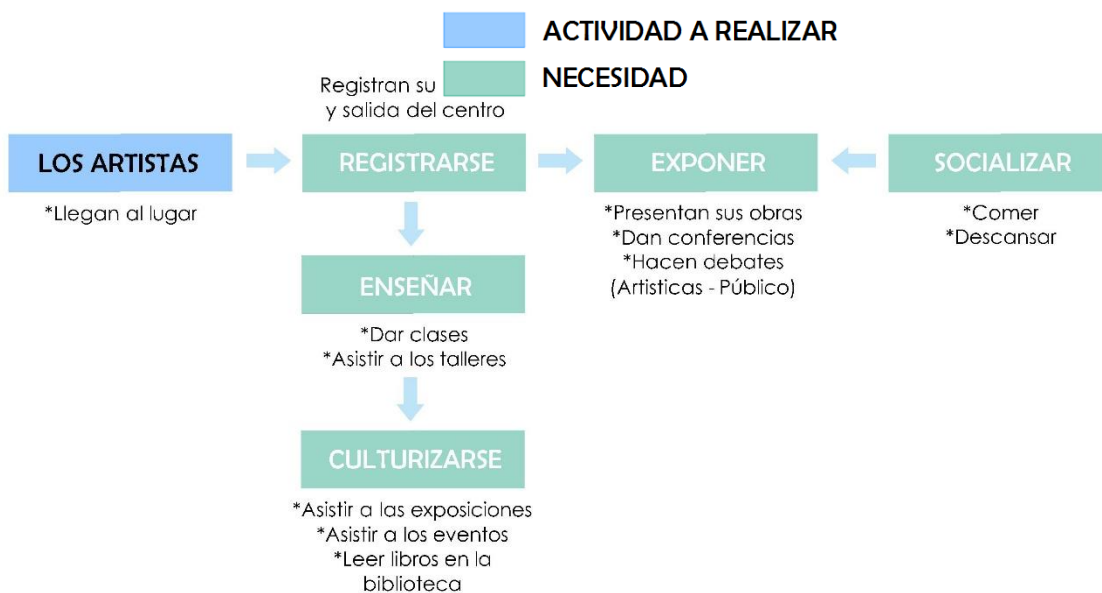 ACTIVIDAD A REALIZAR
NECESIDAD
Registran su
y salida del centro
LOS ARTISTAS
*Llegan al lugar
REGISTRARSE
EXPONER
*Presentan sus obras
*Dan conferencias
*Hacen debates
(Artisticas - Público)
SOCIALIZAR
*Comer
*Descansar
ENSEÑAR
*Dar clases
*Asistir a los talleres
CULTURIZARSE
*Asistir a las exposiciones
*Asistir a los eventos
*Leer libros en la
biblioteca